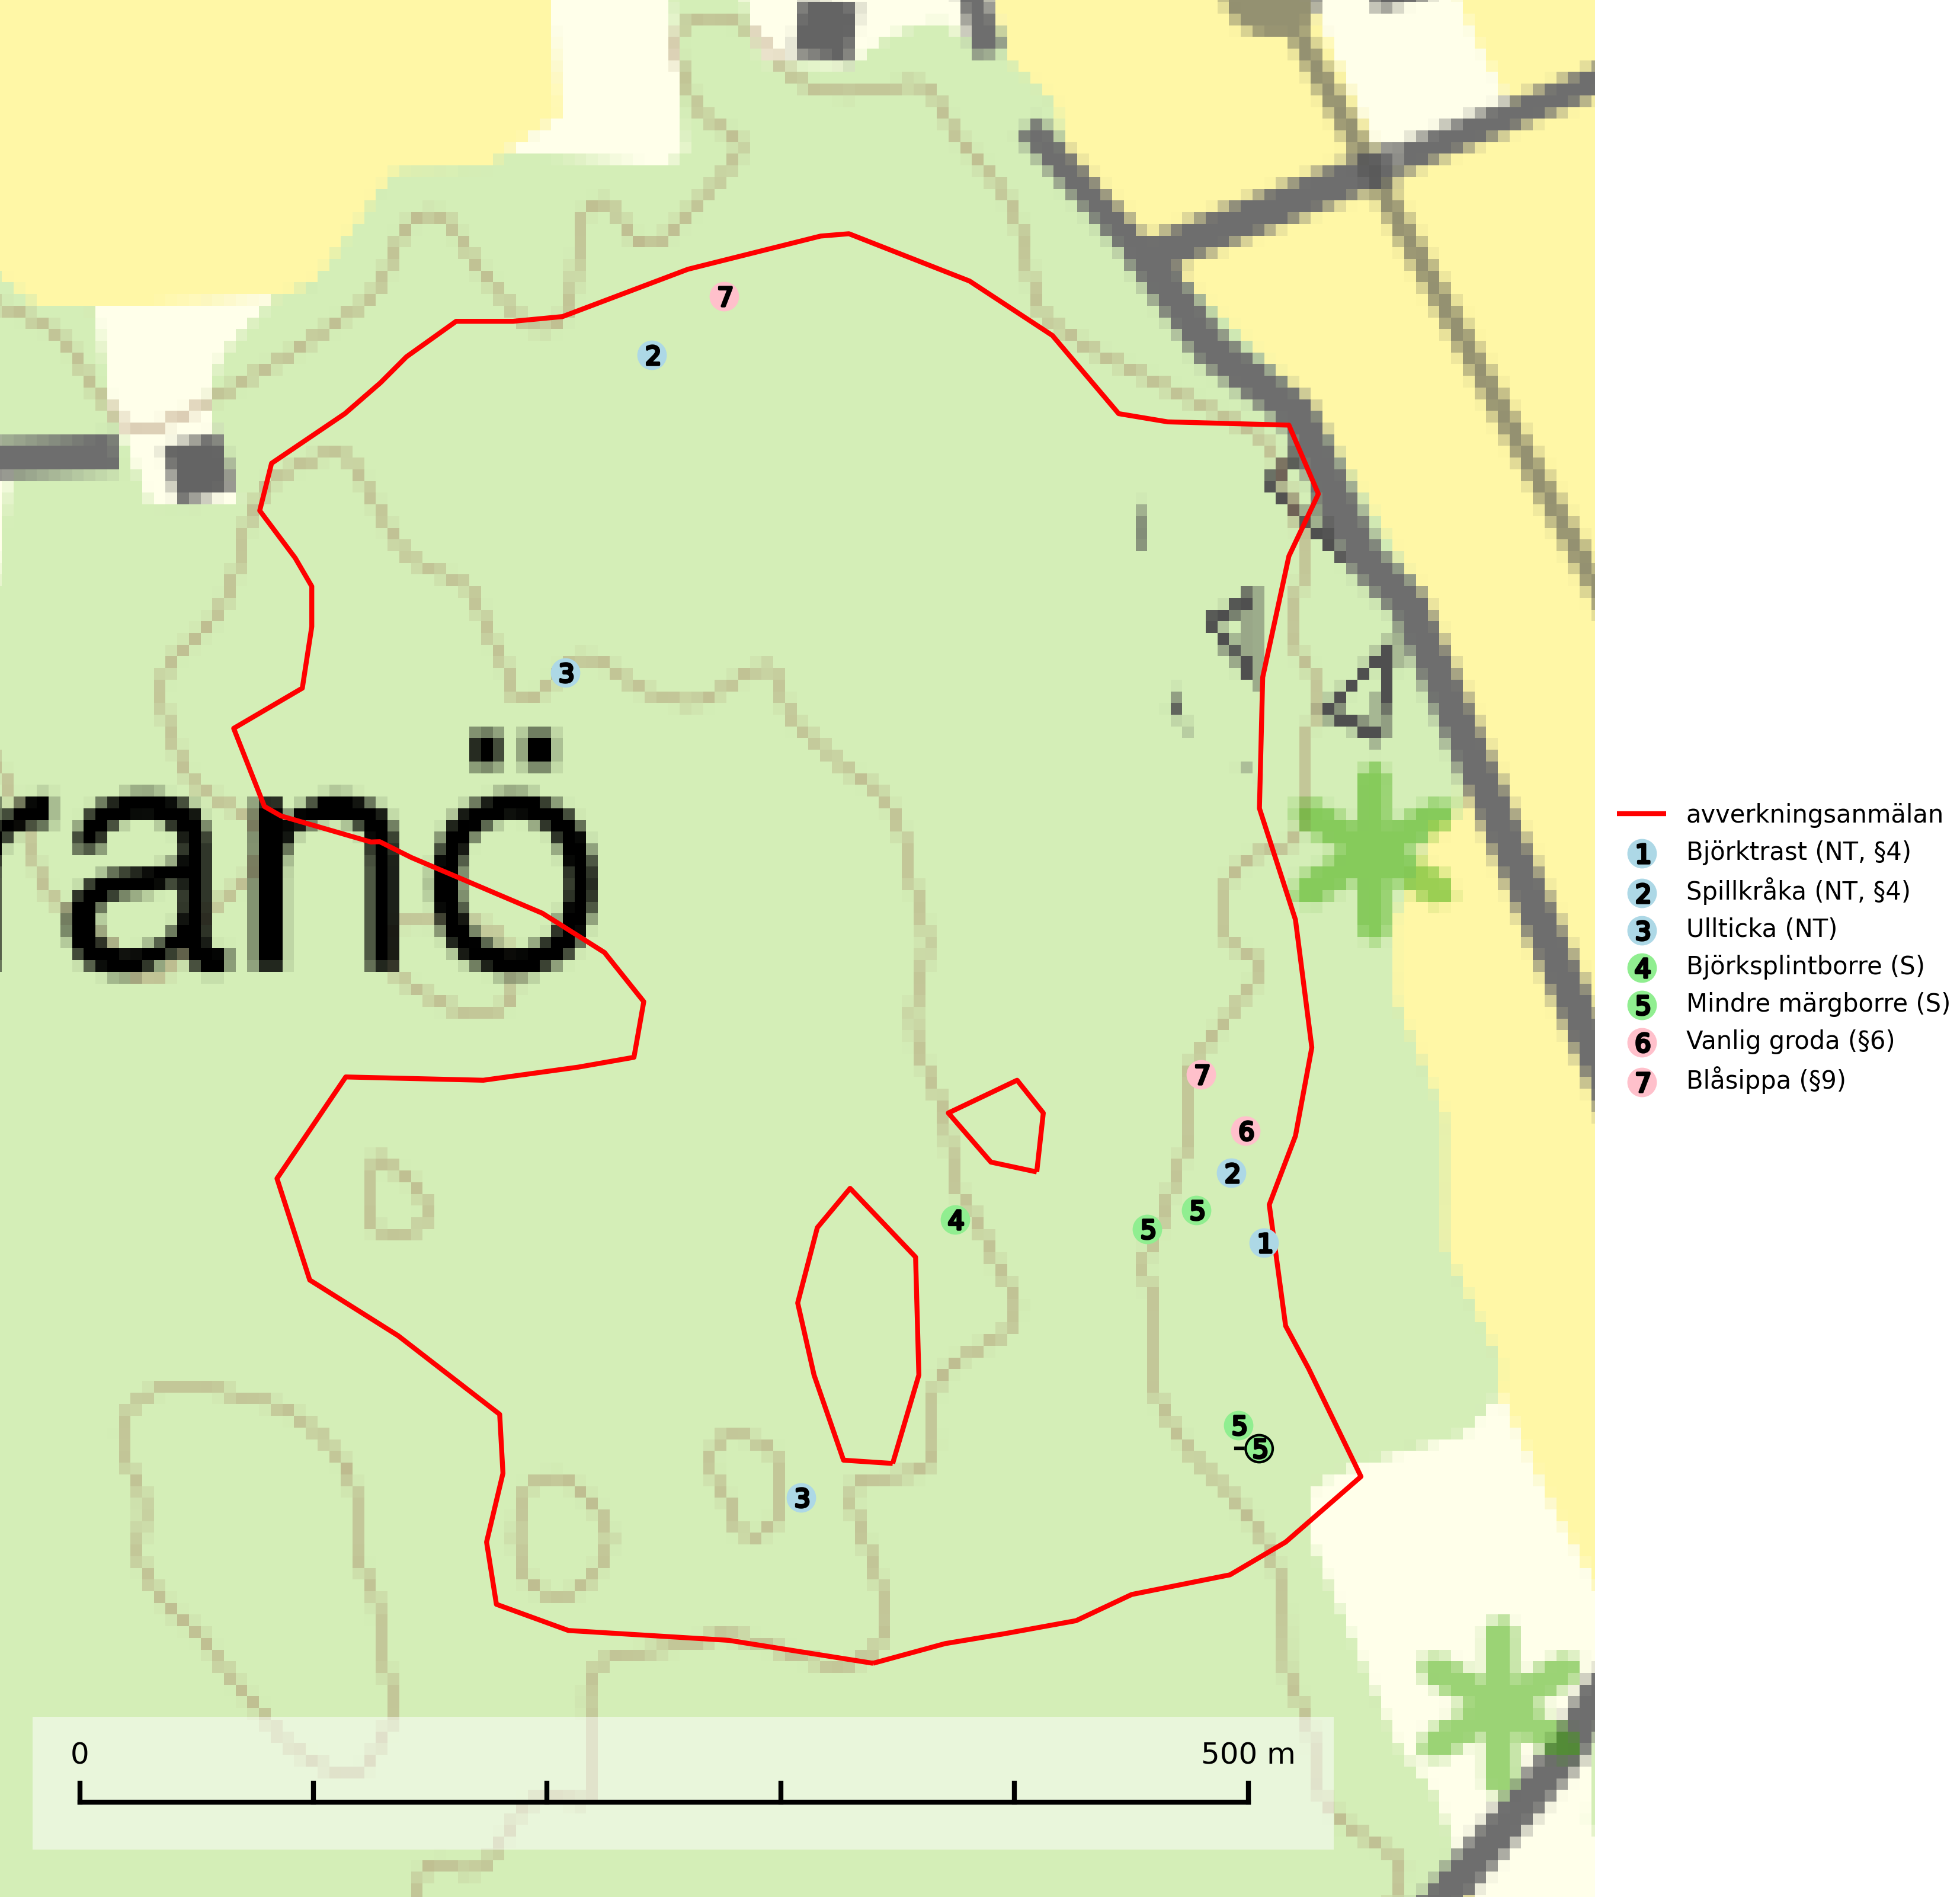 7
2
3
ranö
7
6
2
5
4
5
1
5
5
3
0
500 m
avverkningsanmälan
1 Björktrast (NT, §4)
2 Spillkråka (NT, §4)
3 Ullticka (NT)
4 Björksplintborre (S)
5 Mindre märgborre (S)
6 Vanlig groda (§6)
7 Blåsippa (§9)